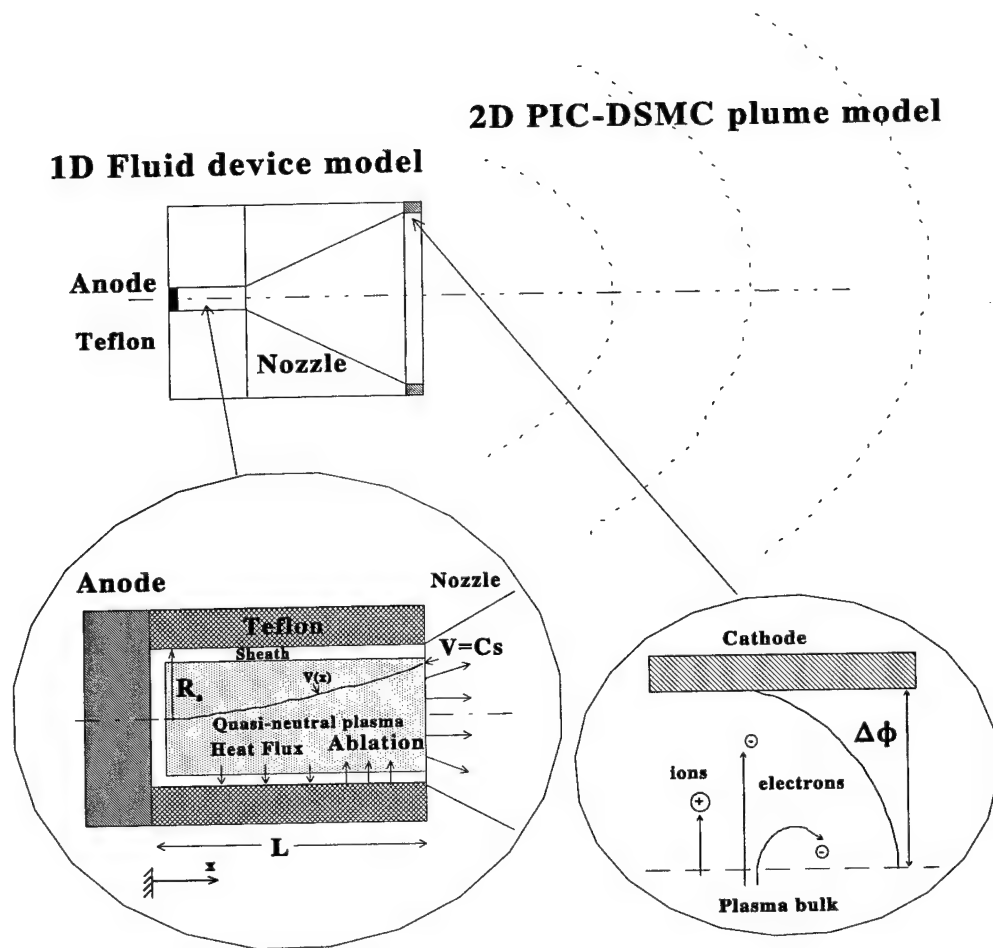 2D PIC-DSMC plume model
1D Fluid device model
Anode
Teflon
Nozzle
Anode
Nozzle
Teflon
Sheath
V=Cs
V(x)
Rₐ
Quasi-neutral plasma
Heat Flux
Ablation
L
x
Cathode
Δϕ
ions
electrons
+
-
-
Plasma bulk